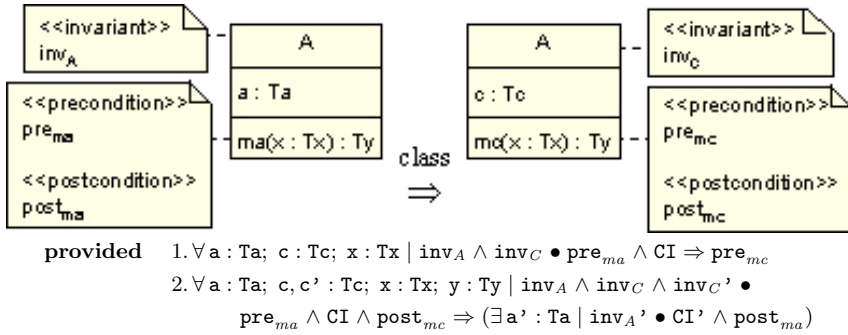 <<invariant>>
inv_A
A
a : Ta
<<precondition>>
pre_ma
ma(x : Tx) : Ty
<<postcondition>>
post_ma
class
⇒
A
<<invariant>>
inv_C
c : Tc
<<precondition>>
pre_mc
mc(x : Tx) : Ty
<<postcondition>>
post_mc
provided 1. ∀ a : Ta; c : Tc; x : Tx | inv_A ∧ inv_C • pre_ma ∧ CI ⇒ pre_mc
2. ∀ a : Ta; c, c' : Tc; x : Tx; y : Ty | inv_A ∧ inv_C ∧ inv_C' •
pre_ma ∧ CI ∧ post_mc ⇒ (∃ a' : Ta | inv_A' • CI' ∧ post_ma)